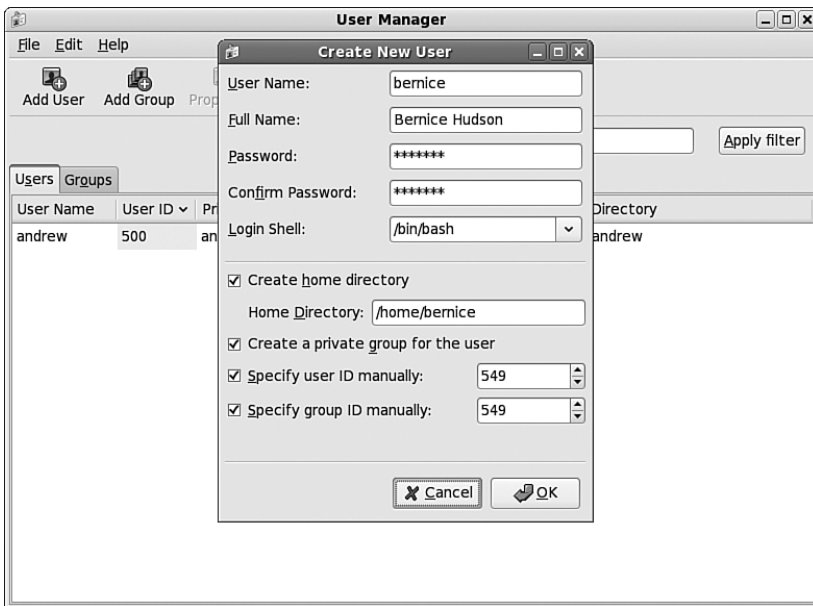 User Manager
File Edit Help
Add User Add Group Prop
Apply filter
Users Groups
User Name User ID Pri Directory
andrew 500 an andrew
Create New User
User Name: bernice
Full Name: Bernice Hudson
Password: *******
Confirm Password: *******
Login Shell: /bin/bash
Create home directory
Home Directory: /home/bernice
Create a private group for the user
Specify user ID manually: 549
Specify group ID manually: 549
Cancel OK